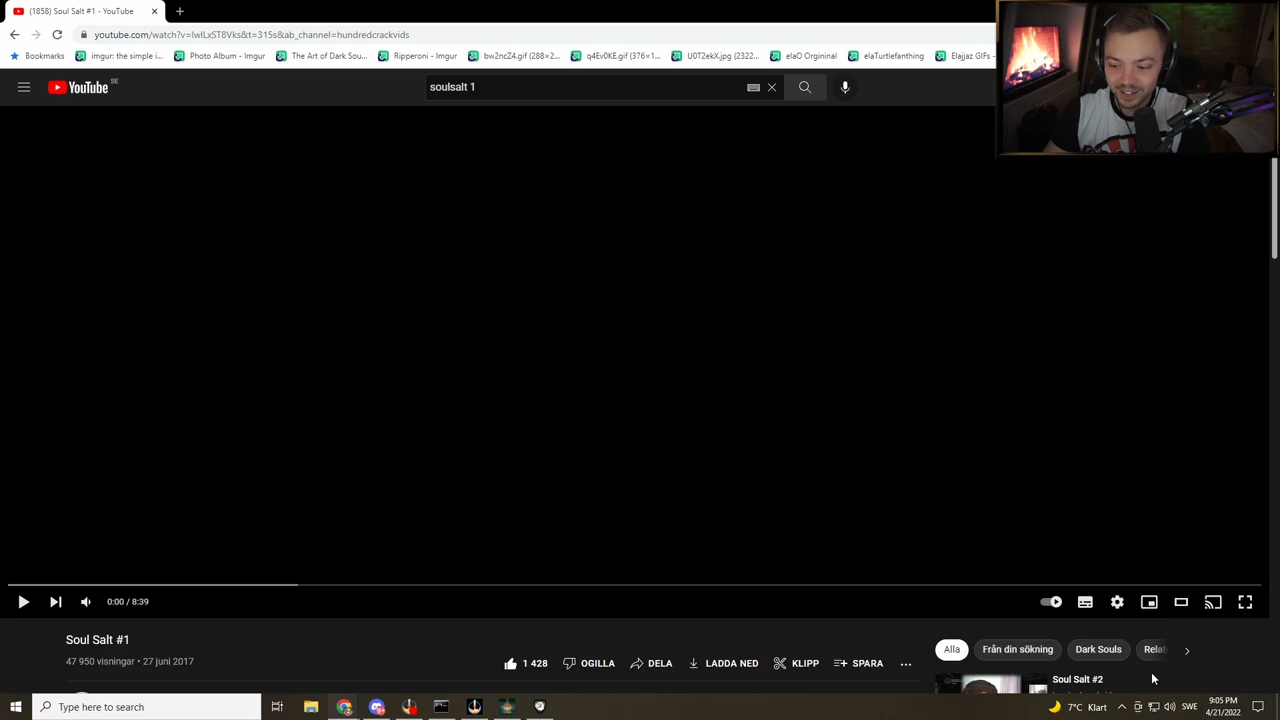 (1858) Soul Salt #1 - YouTube
youtube.com/watch?v=IwlLxST8Vks&t=315s&ab_channel=hundredcrackvids
Bookmarks
imgur: the simple i...
Photo Album - Imgur
The Art of Dark Sou...
Ripperoni - Imgur
bw2ncZ4.gif (288×2...
q4Ev0KE.gif (376×1...
U0T2ekX.jpg (2322...
elaO Orgininal
elaTurtlefanthing
Elajjaz GIFs -
YouTube SE
soulsalt 1
0:00 / 8:39
Soul Salt #1
47 950 visningar • 27 juni 2017
1 428
OGILLA
DELA
LADDA NED
KLIPP
SPARA
Alla
Från din sökning
Dark Souls
Relat
Soul Salt #2
Type here to search
7°C Klart
SWE
9:05 PM
4/21/2022